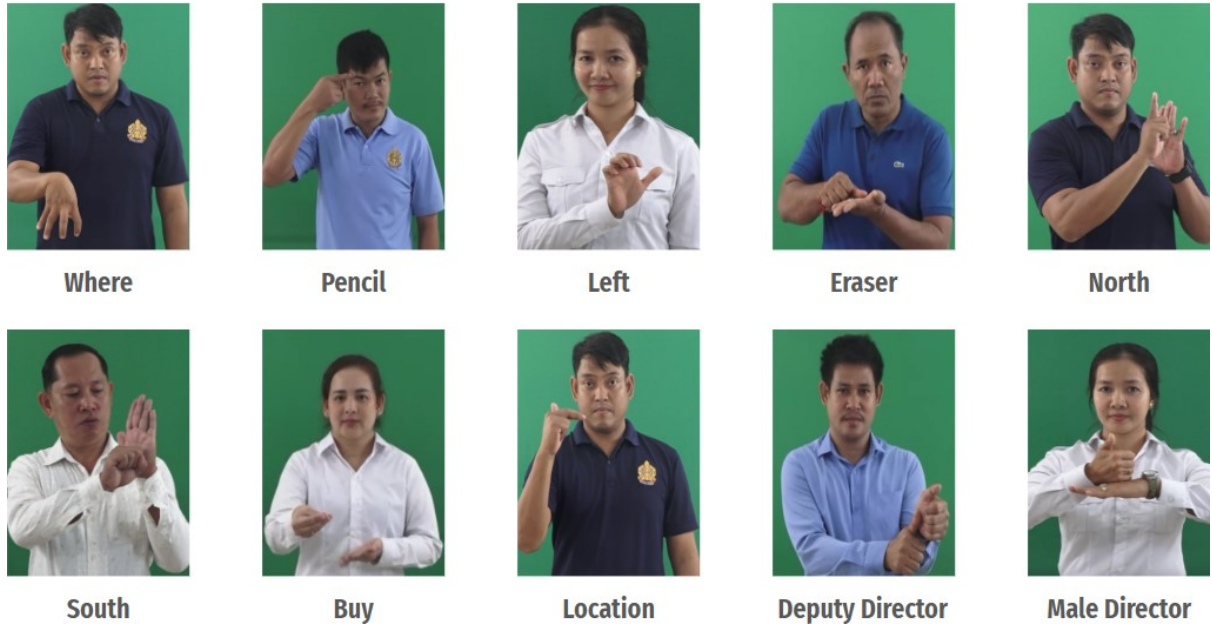 Where
Pencil
Left
Eraser
North
South
Buy
Location
Deputy Director
Male Director